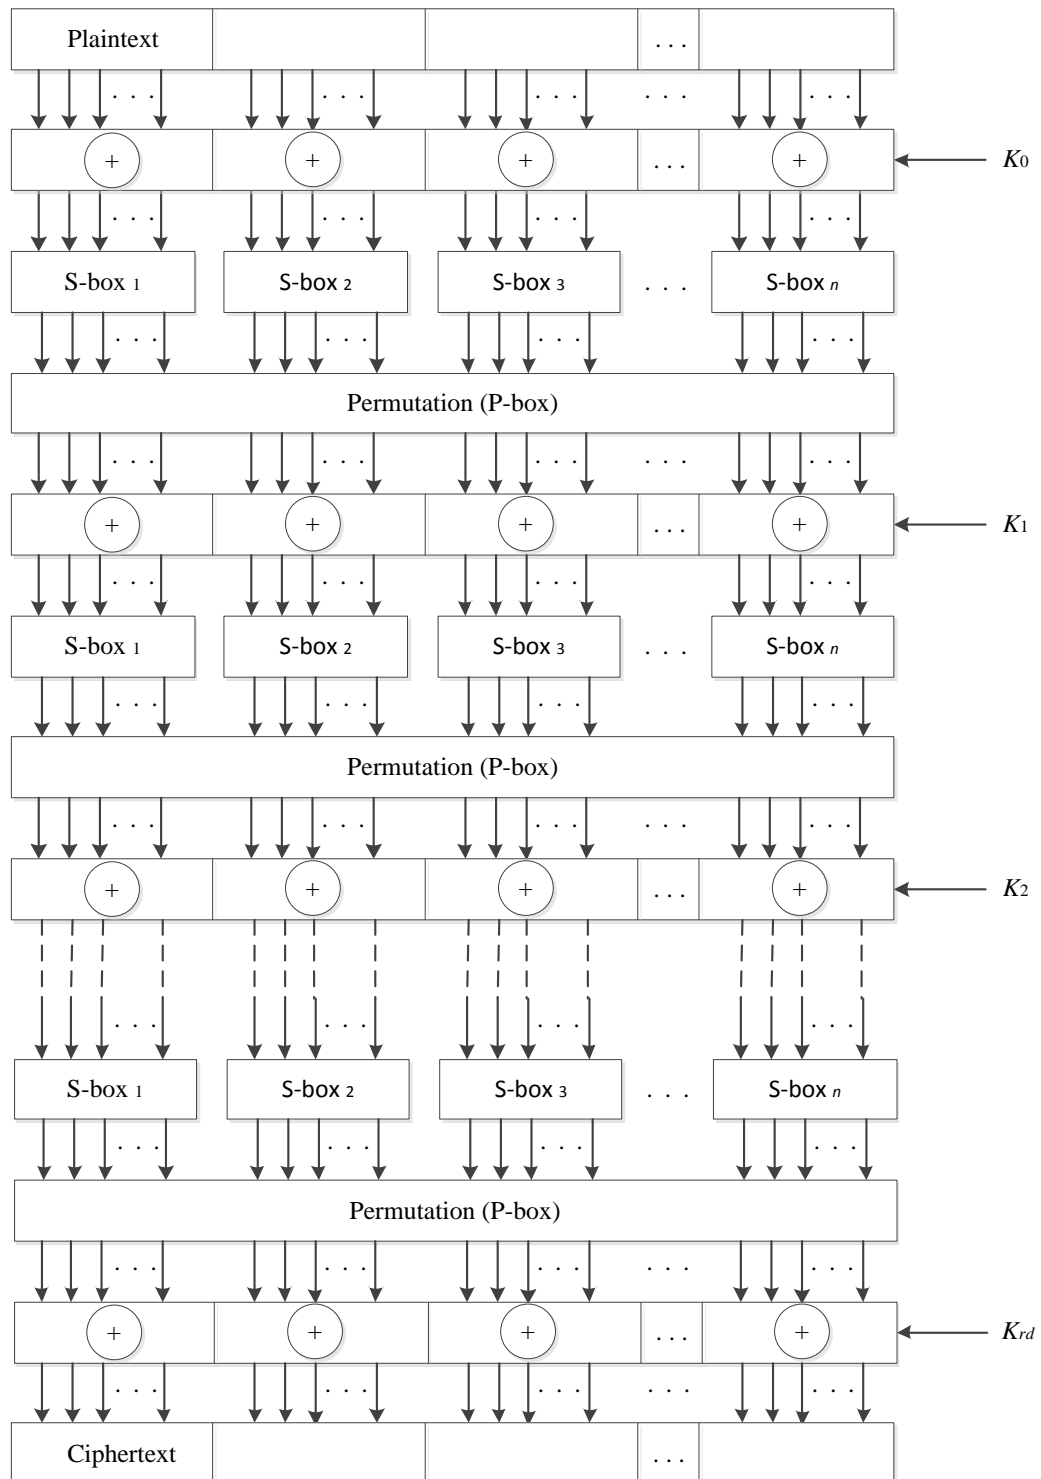 Plaintext ...
... ... ... ... ...
+ + + ... + K0
... ... ... ...
S-box 1 S-box 2 S-box 3 ... S-box n
... ... ... ...
Permutation (P-box)
... ... ... ... ...
+ + + ... + K1
... ... ... ...
S-box 1 S-box 2 S-box 3 ... S-box n
... ... ... ...
Permutation (P-box)
... ... ... ... ...
+ + + ... + K2
... ... ... ...
S-box 1 S-box 2 S-box 3 ... S-box n
... ... ... ...
Permutation (P-box)
... ... ... ... ...
+ + + ... + Krd
... ... ... ... ...
Ciphertext ...